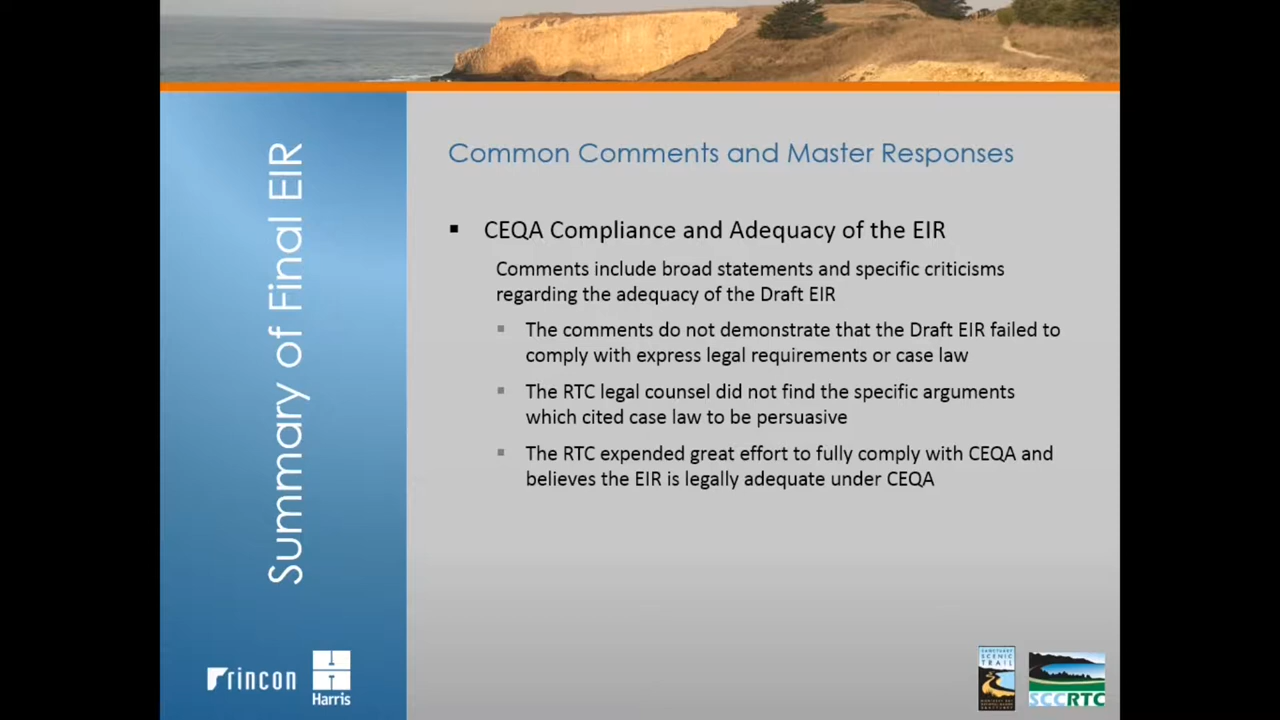 Summary of Final EIR
Common Comments and Master Responses
CEQA Compliance and Adequacy of the EIR
Comments include broad statements and specific criticisms
regarding the adequacy of the Draft EIR
The comments do not demonstrate that the Draft EIR failed to
comply with express legal requirements or case law
The RTC legal counsel did not find the specific arguments
which cited case law to be persuasive
The RTC expended great effort to fully comply with CEQA and
believes the EIR is legally adequate under CEQA
rincon
Harris
SANCTUARY
SCENIC
TRAIL
SCCRTC